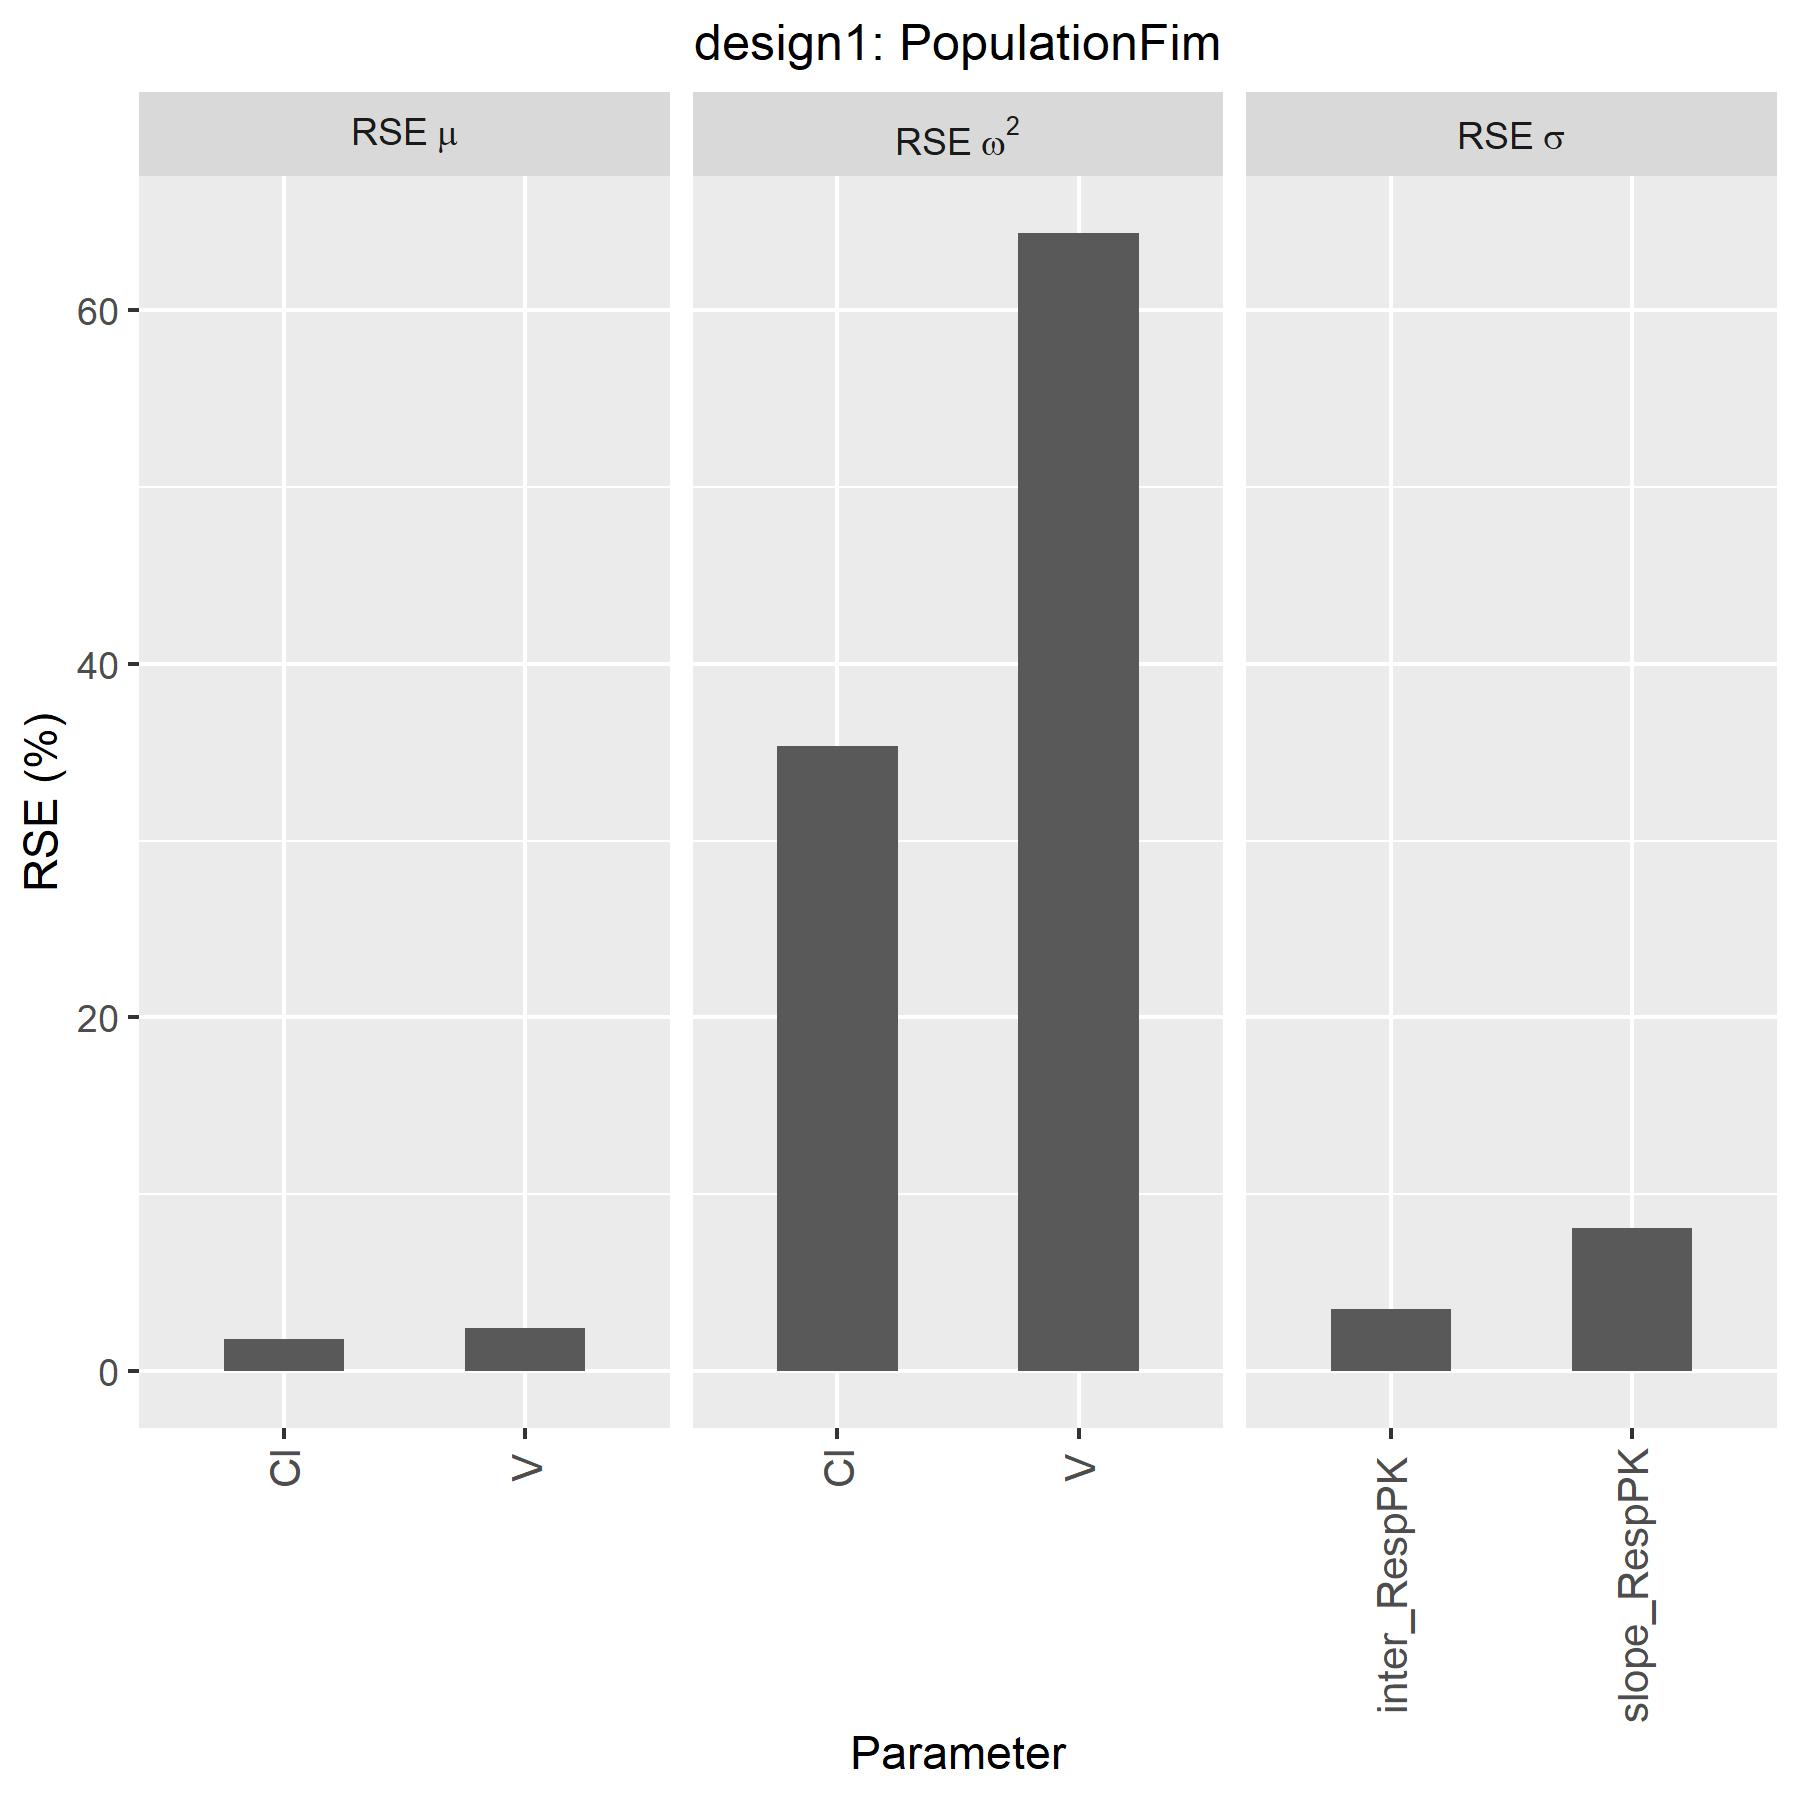 design1: PopulationFim
RSE μ
RSE ω²
RSE σ
RSE (%)
60
40
20
0
Cl
V
Cl
V
inter_RespPK
slope_RespPK
Parameter